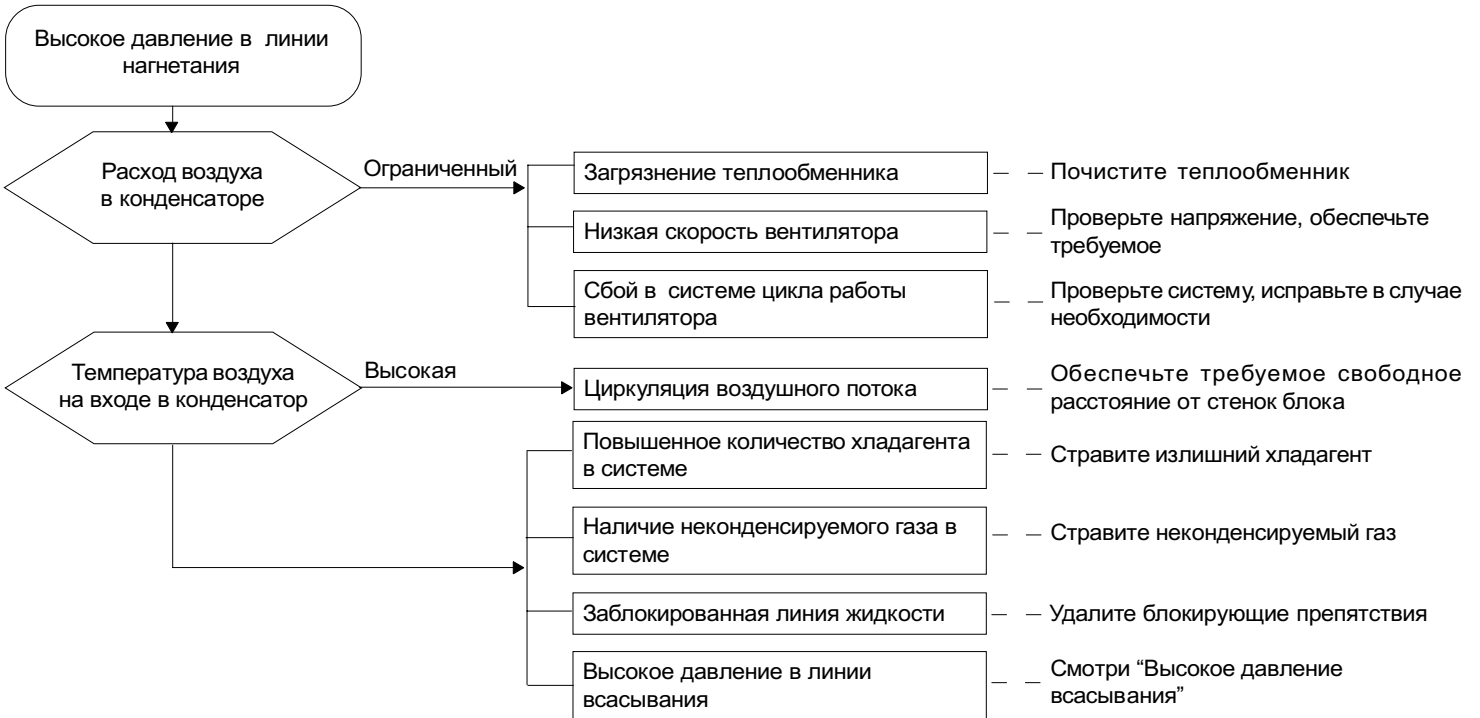 Высокое давление в линии
нагнетания
Расход воздуха
в конденсаторе
Ограниченный
Загрязнение теплообменника
Почистите теплообменник
Низкая скорость вентилятора
Проверьте напряжение, обеспечьте
требуемое
Сбой в системе цикла работы
вентилятора
Проверьте систему, исправьте в случае
необходимости
Температура воздуха
на входе в конденсатор
Высокая
Циркуляция воздушного потока
Обеспечьте требуемое свободное
расстояние от стенок блока
Повышенное количество хладагента
в системе
Стравите излишний хладагент
Наличие неконденсируемого газа в
системе
Стравите неконденсируемый газ
Заблокированная линия жидкости
Удалите блокирующие препятствия
Высокое давление в линии
всасывания
Смотри “Высокое давление
всасывания”